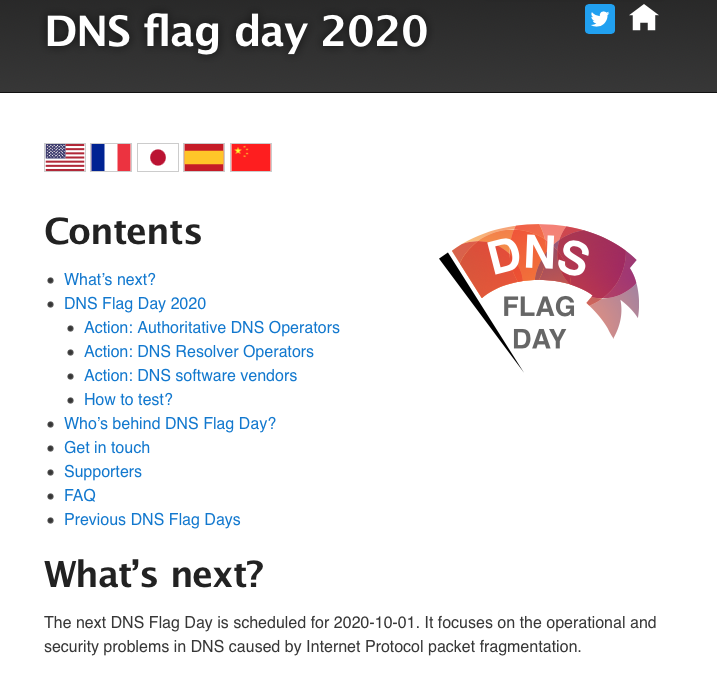 DNS flag day 2020
Contents
What’s next?
DNS Flag Day 2020
Action: Authoritative DNS Operators
Action: DNS Resolver Operators
Action: DNS software vendors
How to test?
Who’s behind DNS Flag Day?
Get in touch
Supporters
FAQ
Previous DNS Flag Days
DNS
FLAG
DAY
What’s next?
The next DNS Flag Day is scheduled for 2020-10-01. It focuses on the operational and
security problems in DNS caused by Internet Protocol packet fragmentation.